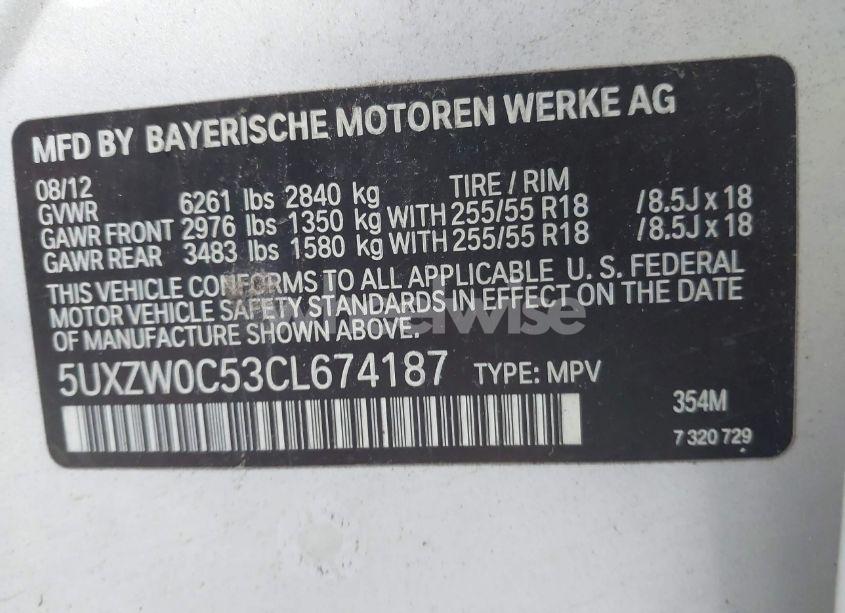 MFD BY BAYERISCHE MOTOREN WERKE AG
08/12
GVWR 6261 lbs 2840 kg TIRE / RIM
GAWR FRONT 2976 lbs 1350 kg WITH 255/55 R18 /8.5J x 18
GAWR REAR 3483 lbs 1580 kg WITH 255/55 R18 /8.5J x 18
THIS VEHICLE CONFORMS TO ALL APPLICABLE U. S. FEDERAL
MOTOR VEHICLE SAFETY STANDARDS IN EFFECT ON THE DATE
OF MANUFACTURE SHOWN ABOVE.
5UXZW0C53CL674187 TYPE: MPV
354M
7 320 729